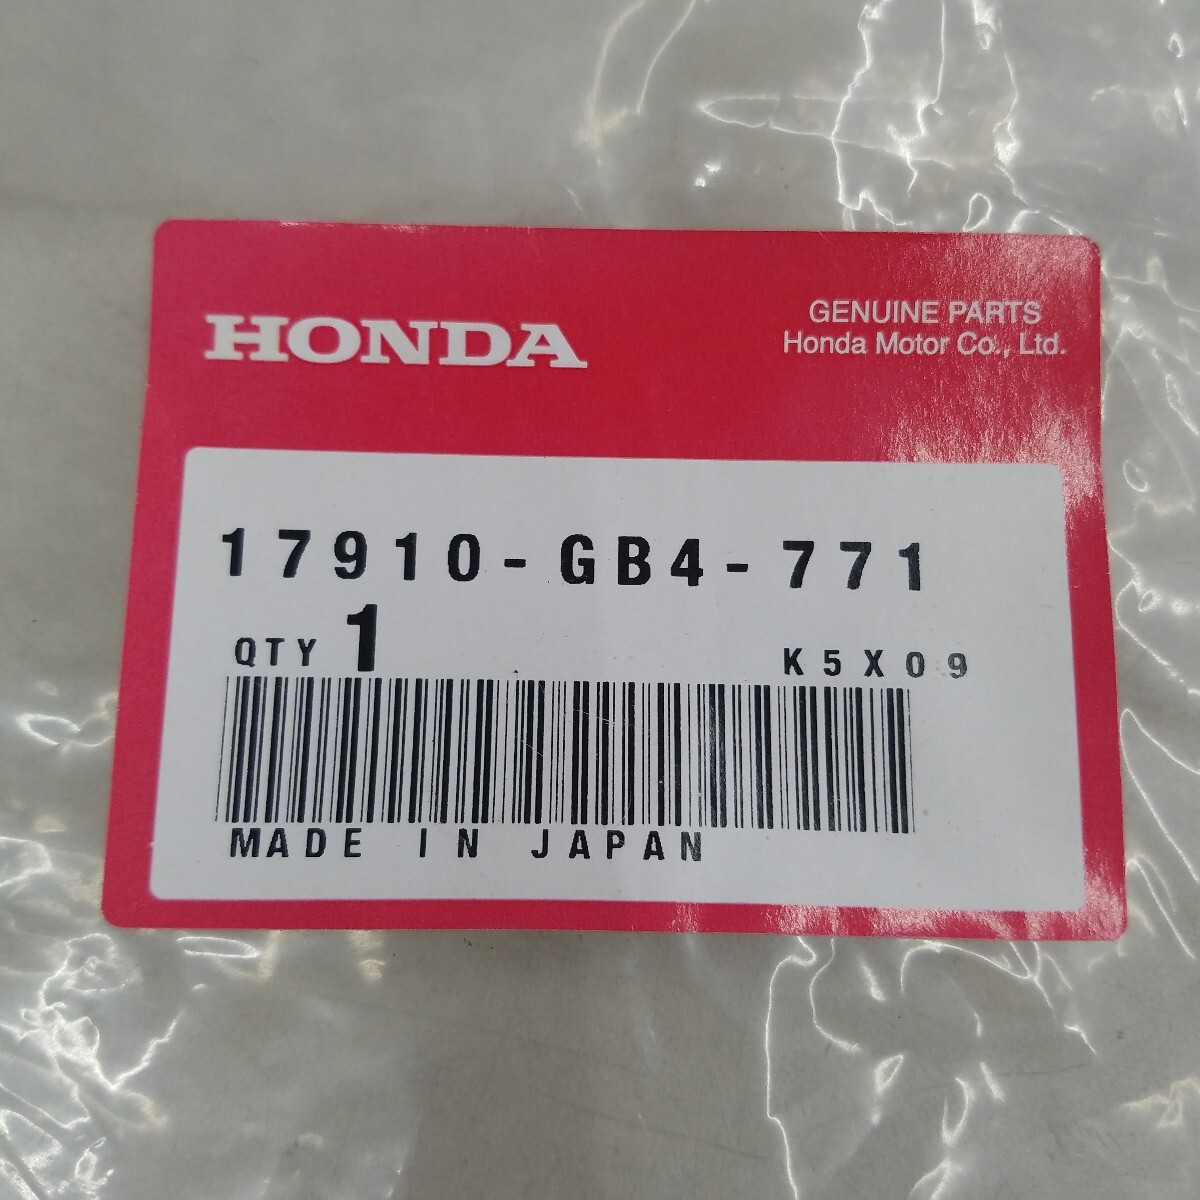 HONDA
GENUINE PARTS
Honda Motor Co., Ltd.
17910-GB4-771
QTY 1
K5X09
MADE IN JAPAN